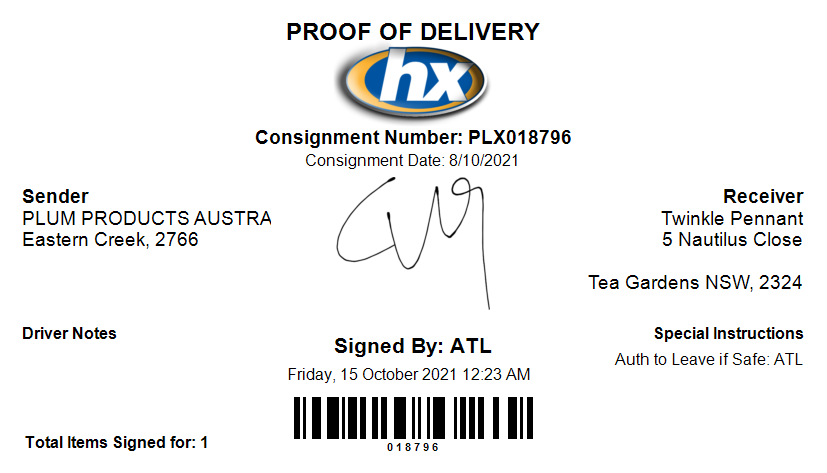 PROOF OF DELIVERY
hx
Consignment Number: PLX018796
Consignment Date: 8/10/2021
Sender
PLUM PRODUCTS AUSTRA
Eastern Creek, 2766
Receiver
Twinkle Pennant
5 Nautilus Close
Tea Gardens NSW, 2324
Driver Notes
Signed By: ATL
Friday, 15 October 2021 12:23 AM
Special Instructions
Auth to Leave if Safe: ATL
Total Items Signed for: 1
018796